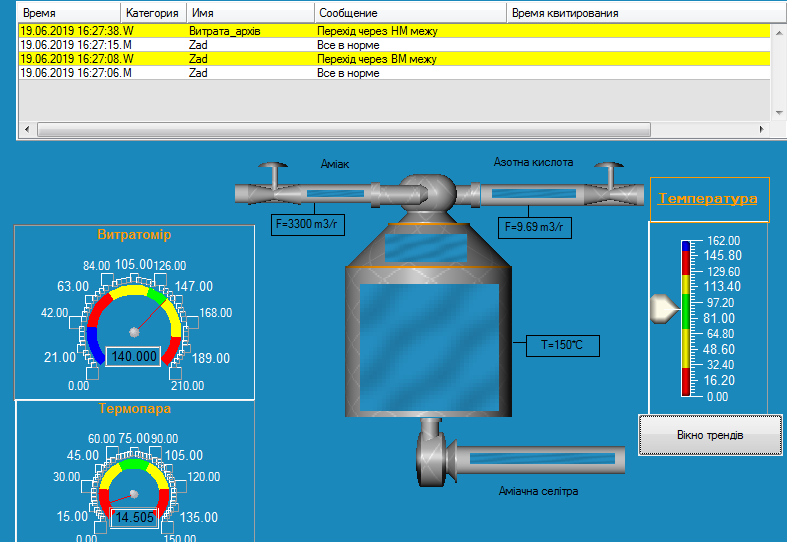 Время Категория Имя Сообщение Время квитирования
19.06.2019 16:27:38. W Витрата_архів Перехід через НМ межу
19.06.2019 16:27:15. M Zad Все в норме
19.06.2019 16:27:08. W Zad Перехід через ВМ межу
19.06.2019 16:27:06. M Zad Все в норме
Аміак
Азотна кислота
F=3300 m3/г
F=9.69 m3/г
Температура
162.00
145.80
129.60
113.40
97.20
81.00
64.80
48.60
32.40
16.20
0.00
Витратомір
84.00 105.00 126.00
63.00 147.00
42.00 168.00
21.00 140.000 189.00
0.00 210.00
T=150°C
Термопара
60.00 75.00 90.00
45.00 105.00
30.00 120.00
15.00 14.505 135.00
0.00 150.00
Вікно трендів
Аміачна селітра